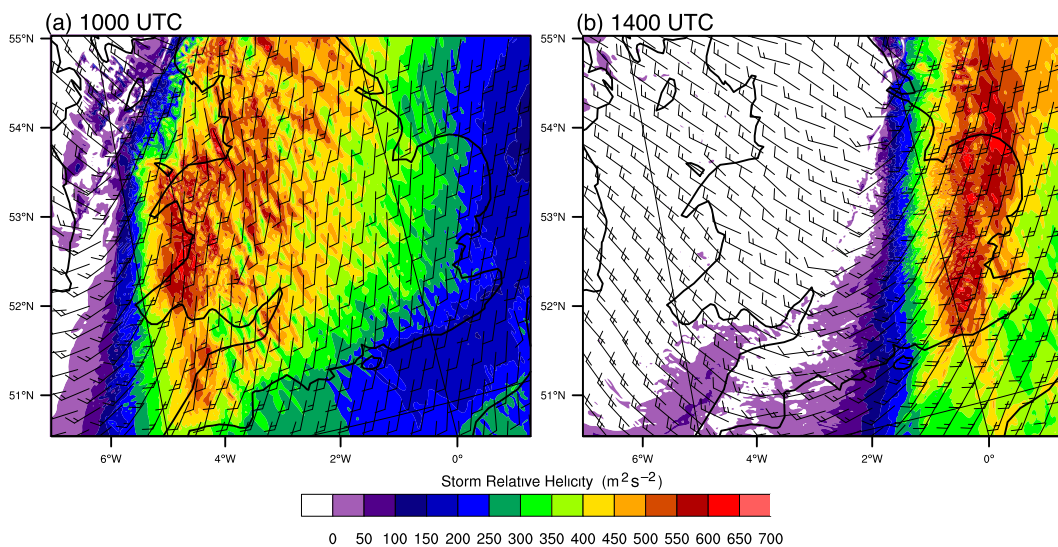 (a) 1000 UTC
(b) 1400 UTC
55°N
54°N
53°N
52°N
51°N
6°W 4°W 2°W 0°
55°N
54°N
53°N
52°N
51°N
6°W 4°W 2°W 0°
Storm Relative Helicity (m² s⁻²)
0 50 100 150 200 250 300 350 400 450 500 550 600 650 700